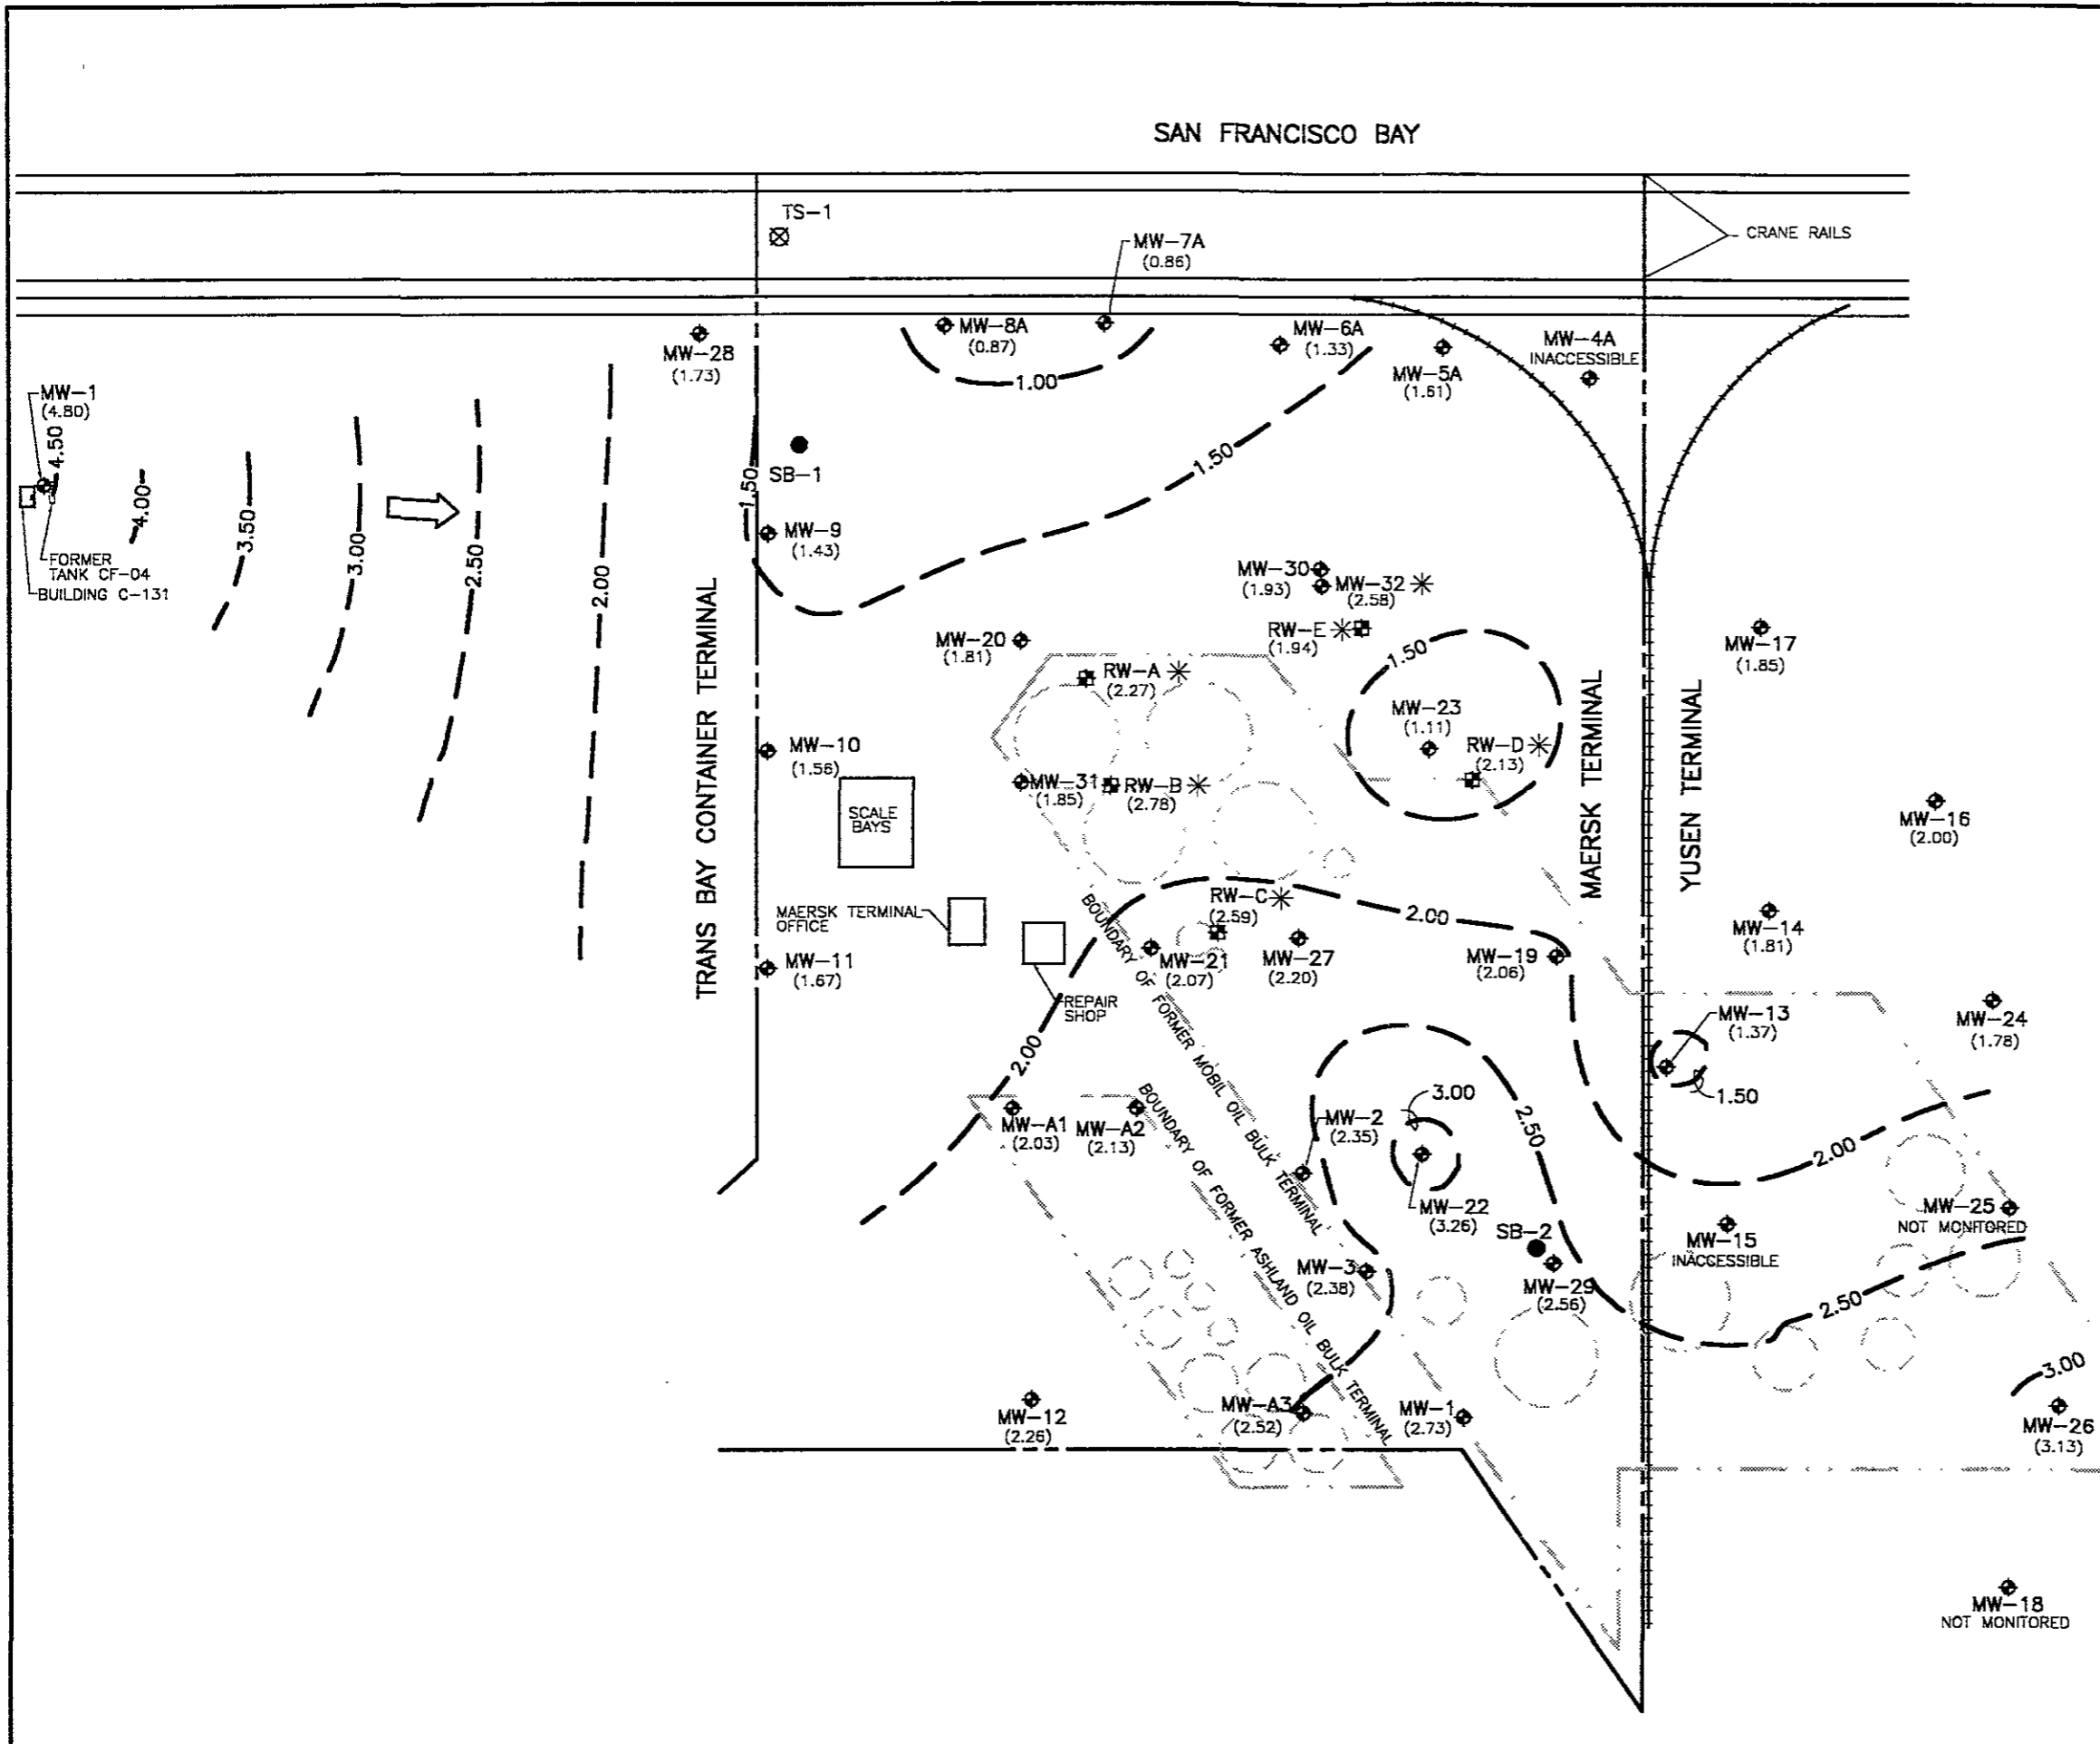 SAN FRANCISCO BAY
TS-1
CRANE RAILS
MW-7A
(0.86)
MW-8A
(0.87)
MW-6A
(1.33)
MW-4A
INACCESSIBLE
MW-28
(1.73)
MW-5A
(1.61)
1.00
MW-1
(4.80)
4.50
4.00
3.50
3.00
2.50
2.00
1.50
SB-1
1.50
MW-9
(1.43)
FORMER
TANK CF-04
BUILDING C-131
TRANS BAY CONTAINER TERMINAL
MW-30
(1.93)
MW-32
(2.58)
RW-E
(1.94)
MW-20
(1.81)
RW-A
(2.27)
1.50
MW-17
(1.85)
MW-23
(1.11)
RW-D
(2.13)
MAERSK TERMINAL
YUSEN TERMINAL
MW-10
(1.56)
SCALE
BAYS
MW-31
(1.85)
RW-B
(2.78)
MW-16
(2.00)
MAERSK TERMINAL
OFFICE
RW-C
(2.59)
2.00
MW-14
(1.81)
MW-11
(1.67)
MW-21
(2.07)
MW-27
(2.20)
MW-19
(2.06)
REPAIR
SHOP
BOUNDARY OF FORMER MOBIL OIL BULK TERMINAL
MW-13
(1.37)
MW-24
(1.78)
2.00
1.50
MW-A1
(2.03)
MW-A2
(2.13)
BOUNDARY OF FORMER ASHLAND OIL BULK TERMINAL
MW-2
(2.35)
3.00
2.50
2.00
MW-22
(3.26)
SB-2
MW-25
NOT MONITORED
MW-15
INACCESSIBLE
MW-3
(2.38)
MW-29
(2.56)
2.50
3.00
MW-12
(2.26)
MW-A3
(2.52)
MW-1
(2.73)
MW-26
(3.13)
MW-18
NOT MONITORED